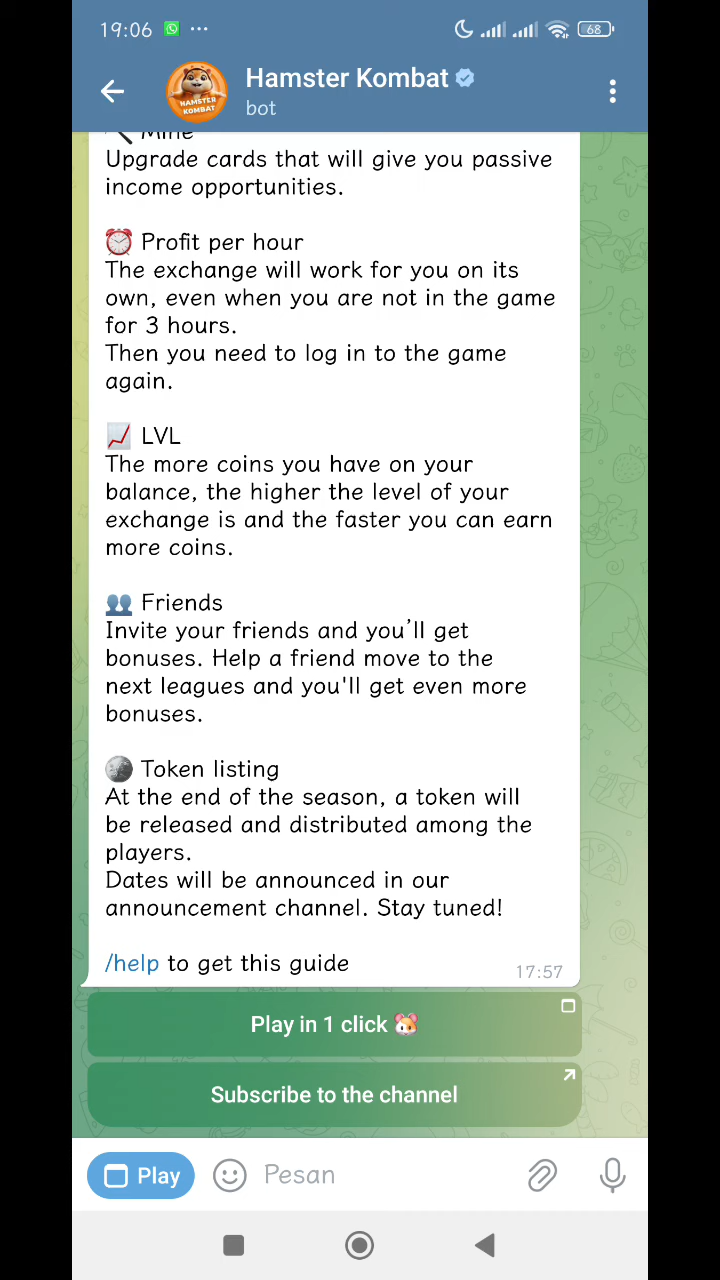 19:06
68
Hamster Kombat
bot
HAMSTER
KOMBAT
Mine
Upgrade cards that will give you passive
income opportunities.
⏰ Profit per hour
The exchange will work for you on its
own, even when you are not in the game
for 3 hours.
Then you need to log in to the game
again.
📈 LVL
The more coins you have on your
balance, the higher the level of your
exchange is and the faster you can earn
more coins.
👥 Friends
Invite your friends and you’ll get
bonuses. Help a friend move to the
next leagues and you'll get even more
bonuses.
🌑 Token listing
At the end of the season, a token will
be released and distributed among the
players.
Dates will be announced in our
announcement channel. Stay tuned!
/help to get this guide
17:57
Play in 1 click 🐹
Subscribe to the channel
Play
Pesan